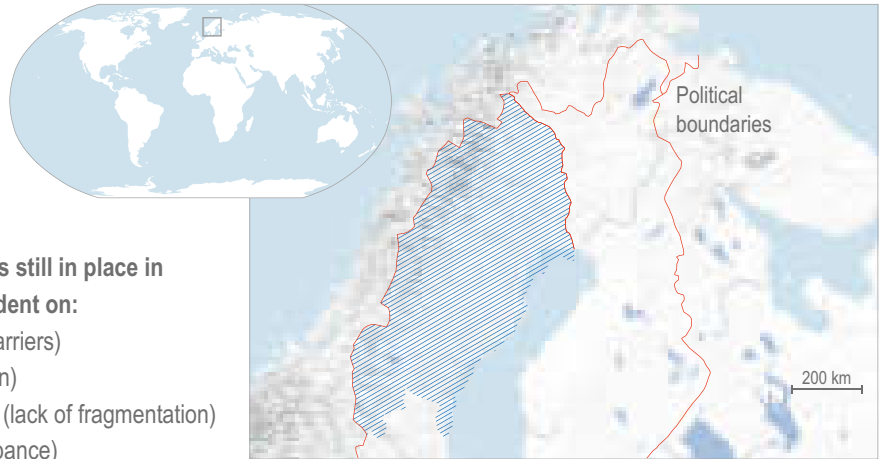 Political
boundaries
s still in place in
dent on:
arriers)
n)
(lack of fragmentation)
bance)
200 km